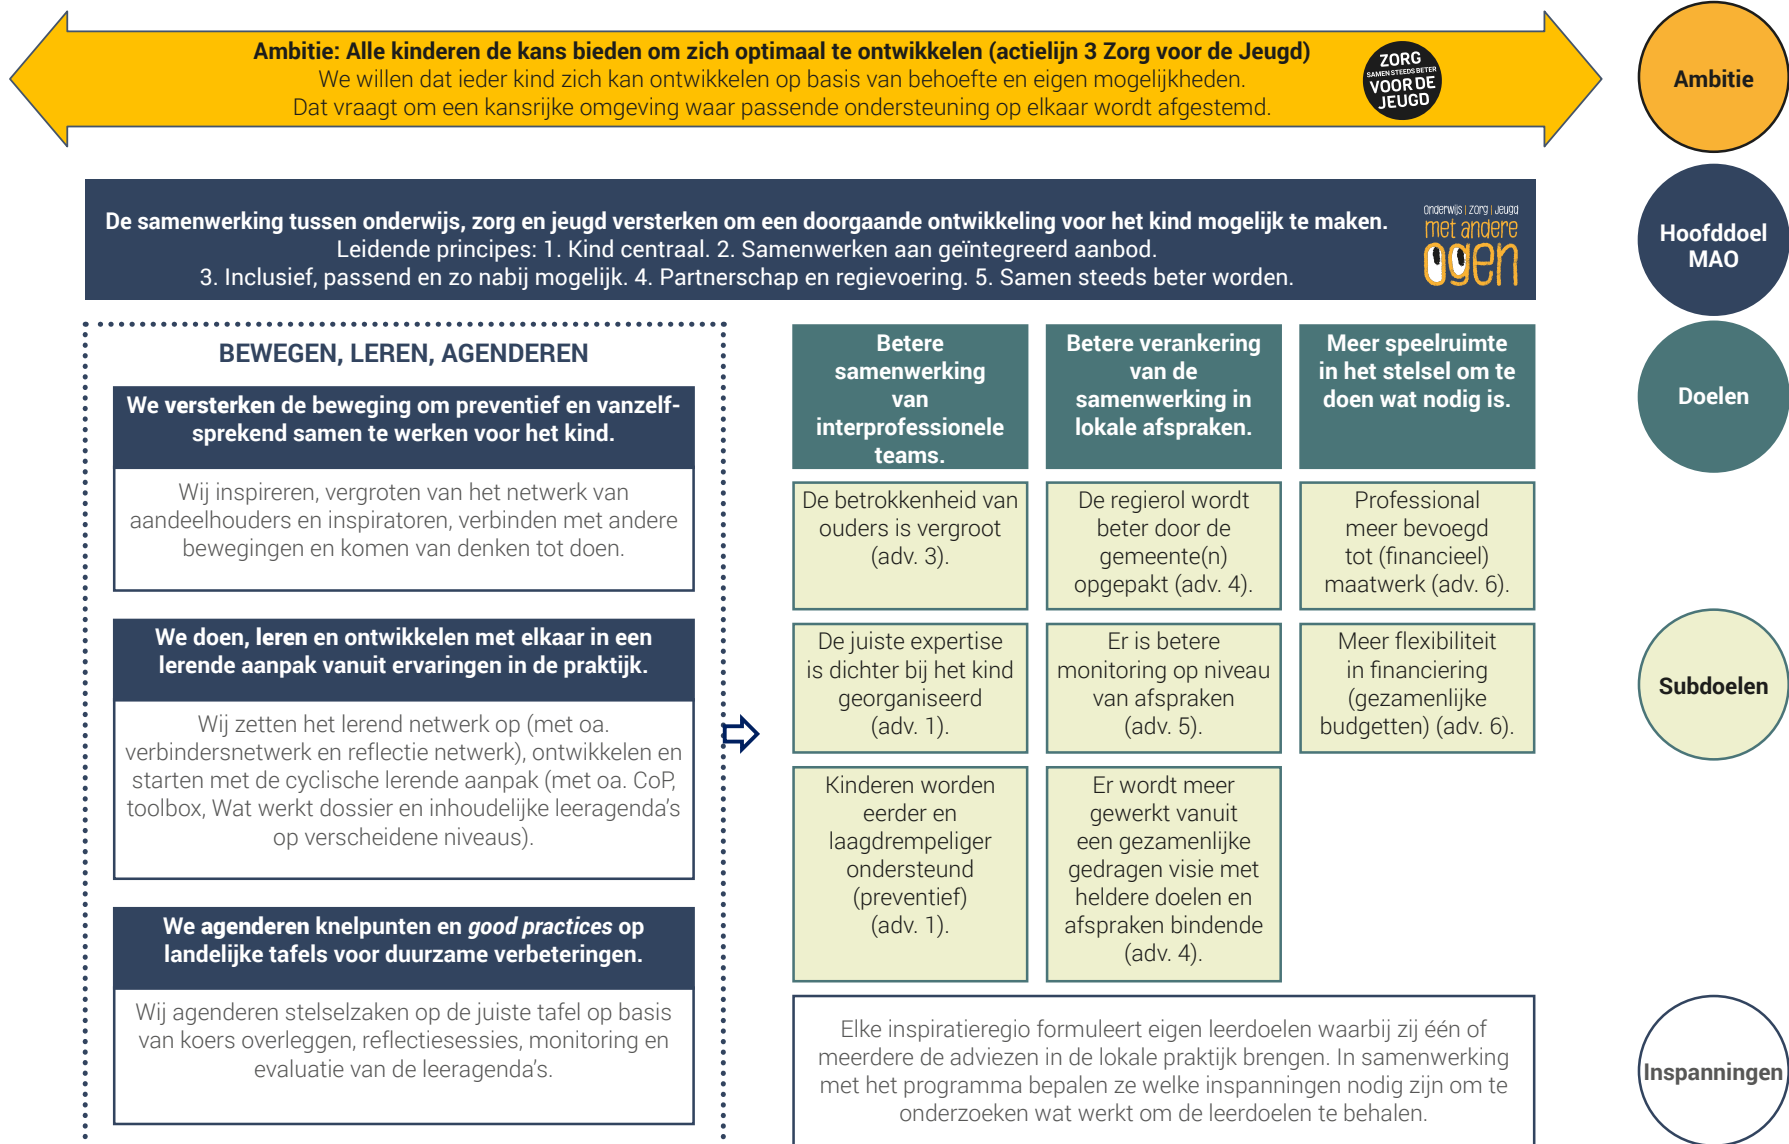 Ambitie: Alle kinderen de kans bieden om zich optimaal te ontwikkelen (actielijn 3 Zorg voor de Jeugd)
We willen dat ieder kind zich kan ontwikkelen op basis van behoefte en eigen mogelijkheden.
Dat vraagt om een kansrijke omgeving waar passende ondersteuning op elkaar wordt afgestemd.
ZORG
SAMEN STEEDS BETER
VOOR DE
JEUGD
Ambitie
De samenwerking tussen onderwijs, zorg en jeugd versterken om een doorgaande ontwikkeling voor het kind mogelijk te maken.
Leidende principes: 1. Kind centraal. 2. Samenwerken aan geïntegreerd aanbod.
3. Inclusief, passend en zo nabij mogelijk. 4. Partnerschap en regievoering. 5. Samen steeds beter worden.
Onderwijs | Zorg | Jeugd
met andere
ogen
Hoofddoel
MAO
BEWEGEN, LEREN, AGENDEREN
We versterken de beweging om preventief en vanzelf-
sprekend samen te werken voor het kind.
Wij inspireren, vergroten van het netwerk van
aandeelhouders en inspiratoren, verbinden met andere
bewegingen en komen van denken tot doen.
We doen, leren en ontwikkelen met elkaar in een
lerende aanpak vanuit ervaringen in de praktijk.
Wij zetten het lerend netwerk op (met oa.
verbindersnetwerk en reflectie netwerk), ontwikkelen en
starten met de cyclische lerende aanpak (met oa. CoP,
toolbox, Wat werkt dossier en inhoudelijke leeragenda's
op verscheidene niveaus).
We agenderen knelpunten en good practices op
landelijke tafels voor duurzame verbeteringen.
Wij agenderen stelselzaken op de juiste tafel op basis
van koers overleggen, reflectiesessies, monitoring en
evaluatie van de leeragenda's.
Betere
samenwerking
van
interprofessionele
teams.
De betrokkenheid van
ouders is vergroot
(adv. 3).
De juiste expertise
is dichter bij het kind
georganiseerd
(adv. 1).
Kinderen worden
eerder en
laagdrempeliger
ondersteund
(preventief)
(adv. 1).
Betere verankering
van de
samenwerking in
lokale afspraken.
De regierol wordt
beter door de
gemeente(n)
opgepakt (adv. 4).
Er is betere
monitoring op niveau
van afspraken
(adv. 5).
Er wordt meer
gewerkt vanuit
een gezamenlijke
gedragen visie met
heldere doelen en
afspraken bindende
(adv. 4).
Meer speelruimte
in het stelsel om te
doen wat nodig is.
Professional
meer bevoegd
tot (financieel)
maatwerk (adv. 6).
Meer flexibiliteit
in financiering
(gezamenlijke
budgetten) (adv. 6).
Doelen
Subdoelen
Elke inspiratieregio formuleert eigen leerdoelen waarbij zij één of
meerdere de adviezen in de lokale praktijk brengen. In samenwerking
met het programma bepalen ze welke inspanningen nodig zijn om te
onderzoeken wat werkt om de leerdoelen te behalen.
Inspanningen